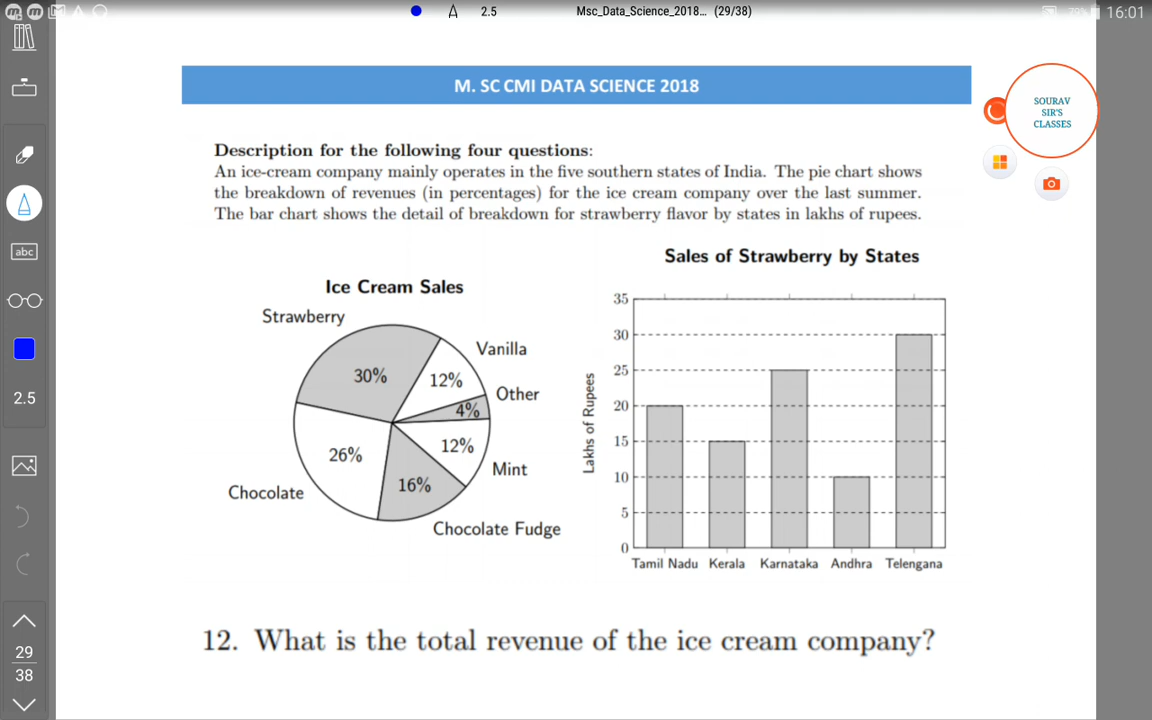 2.5
Msc_Data_Science_2018... (29/38)
79%
16:01
M. SC CMI DATA SCIENCE 2018
SOURAV
SIR'S
CLASSES
abc
2.5
29
38
Description for the following four questions:
An ice-cream company mainly operates in the five southern states of India. The pie chart shows
the breakdown of revenues (in percentages) for the ice cream company over the last summer.
The bar chart shows the detail of breakdown for strawberry flavor by states in lakhs of rupees.
Ice Cream Sales
Strawberry
30%
Vanilla
12%
Other
4%
12%
Mint
26%
16%
Chocolate
Chocolate Fudge
Sales of Strawberry by States
Lakhs of Rupees
35
30
25
20
15
10
5
0
Tamil Nadu Kerala Karnataka Andhra Telengana
12. What is the total revenue of the ice cream company?